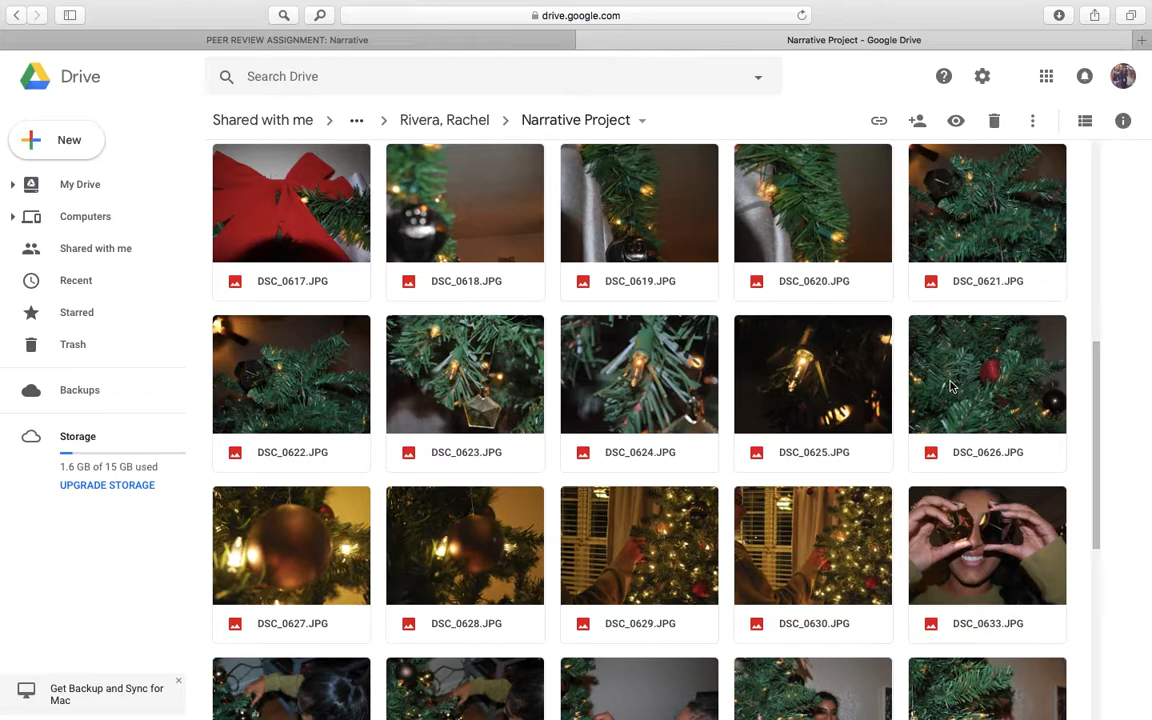 drive.google.com
PEER REVIEW ASSIGNMENT: Narrative
Narrative Project - Google Drive
Drive
Search Drive
New
Shared with me > ... > Rivera, Rachel > Narrative Project
My Drive
Computers
Shared with me
Recent
Starred
Trash
Backups
Storage
1.6 GB of 15 GB used
UPGRADE STORAGE
Get Backup and Sync for
Mac
DSC_0617.JPG DSC_0618.JPG DSC_0619.JPG DSC_0620.JPG DSC_0621.JPG
DSC_0622.JPG DSC_0623.JPG DSC_0624.JPG DSC_0625.JPG DSC_0626.JPG
DSC_0627.JPG DSC_0628.JPG DSC_0629.JPG DSC_0630.JPG DSC_0633.JPG